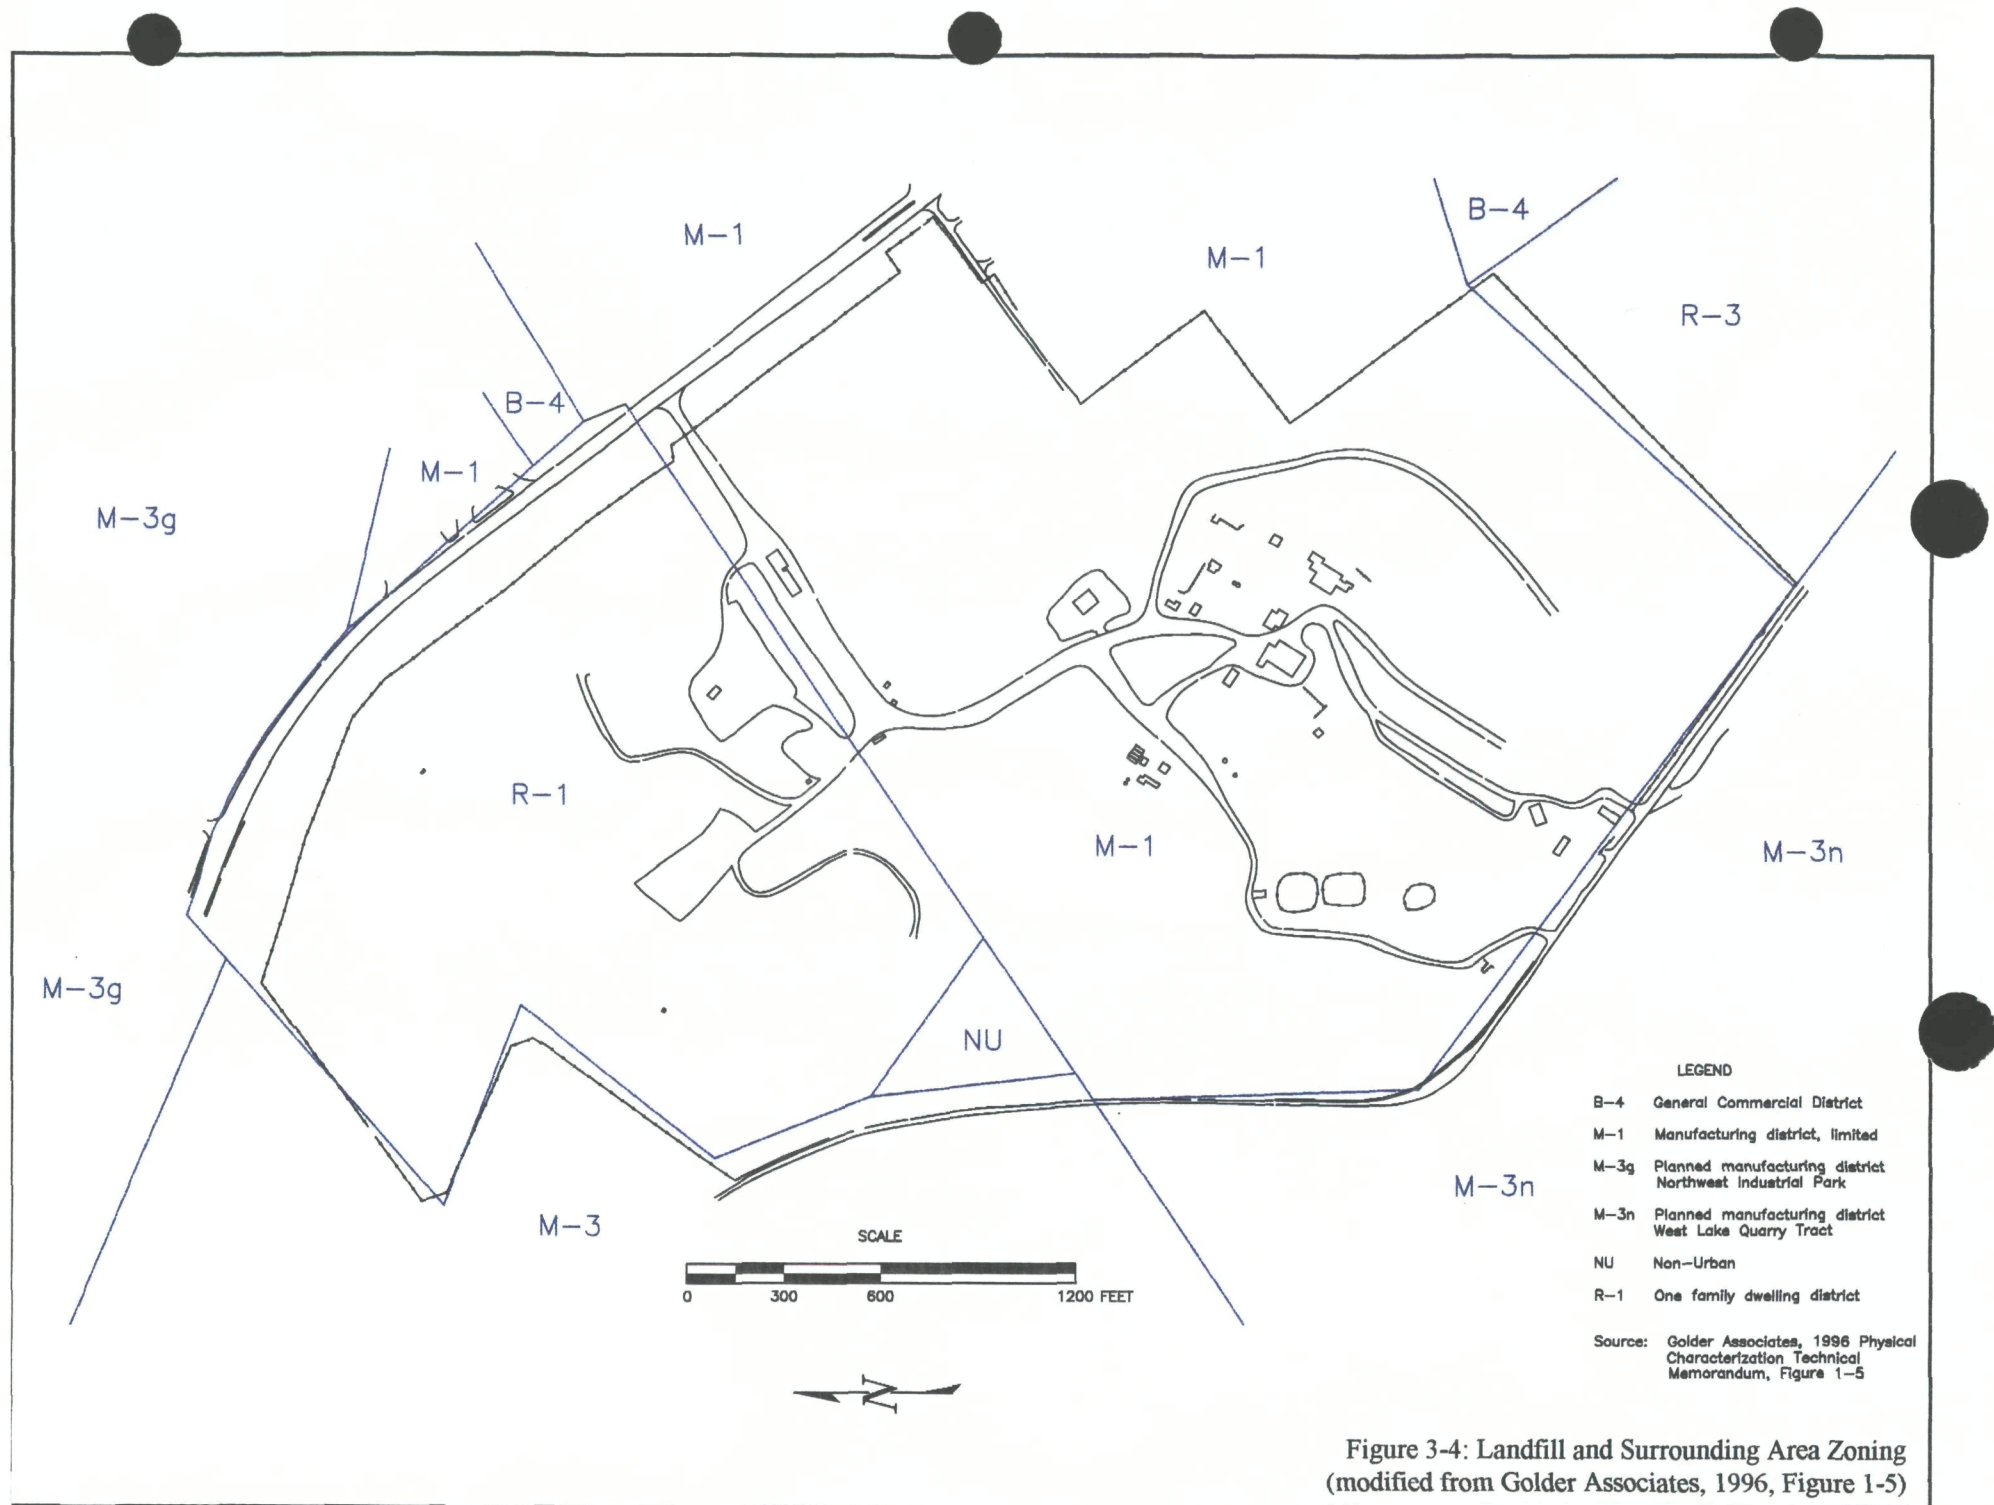 B-4
M-1
M-1
R-3
B-4
M-1
M-3g
R-1
M-1
M-3n
M-3g
NU
M-3n
M-3
SCALE
0 300 600 1200 FEET
N
LEGEND
B-4 General Commercial District
M-1 Manufacturing district, limited
M-3g Planned manufacturing district
Northwest Industrial Park
M-3n Planned manufacturing district
West Lake Quarry Tract
NU Non-Urban
R-1 One family dwelling district
Source: Golder Associates, 1996 Physical
Characterization Technical
Memorandum, Figure 1-5
Figure 3-4: Landfill and Surrounding Area Zoning
(modified from Golder Associates, 1996, Figure 1-5)